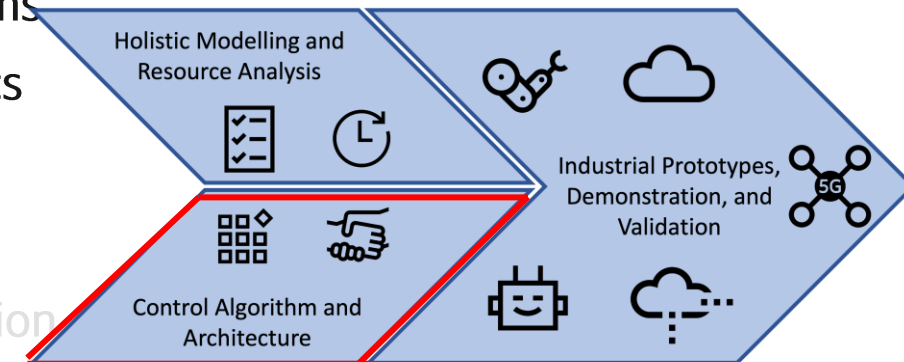 Holistic Modelling and
Resource Analysis
Industrial Prototypes,
Demonstration, and
Validation
5G
Control Algorithm and
Architecture